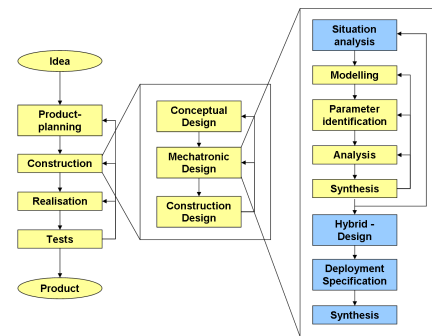 Idea
Product-
planning
Construction
Realisation
Tests
Product
Conceptual
Design
Mechatronic
Design
Construction
Design
Situation
analysis
Modelling
Parameter
identification
Analysis
Synthesis
Hybrid -
Design
Deployment
Specification
Synthesis